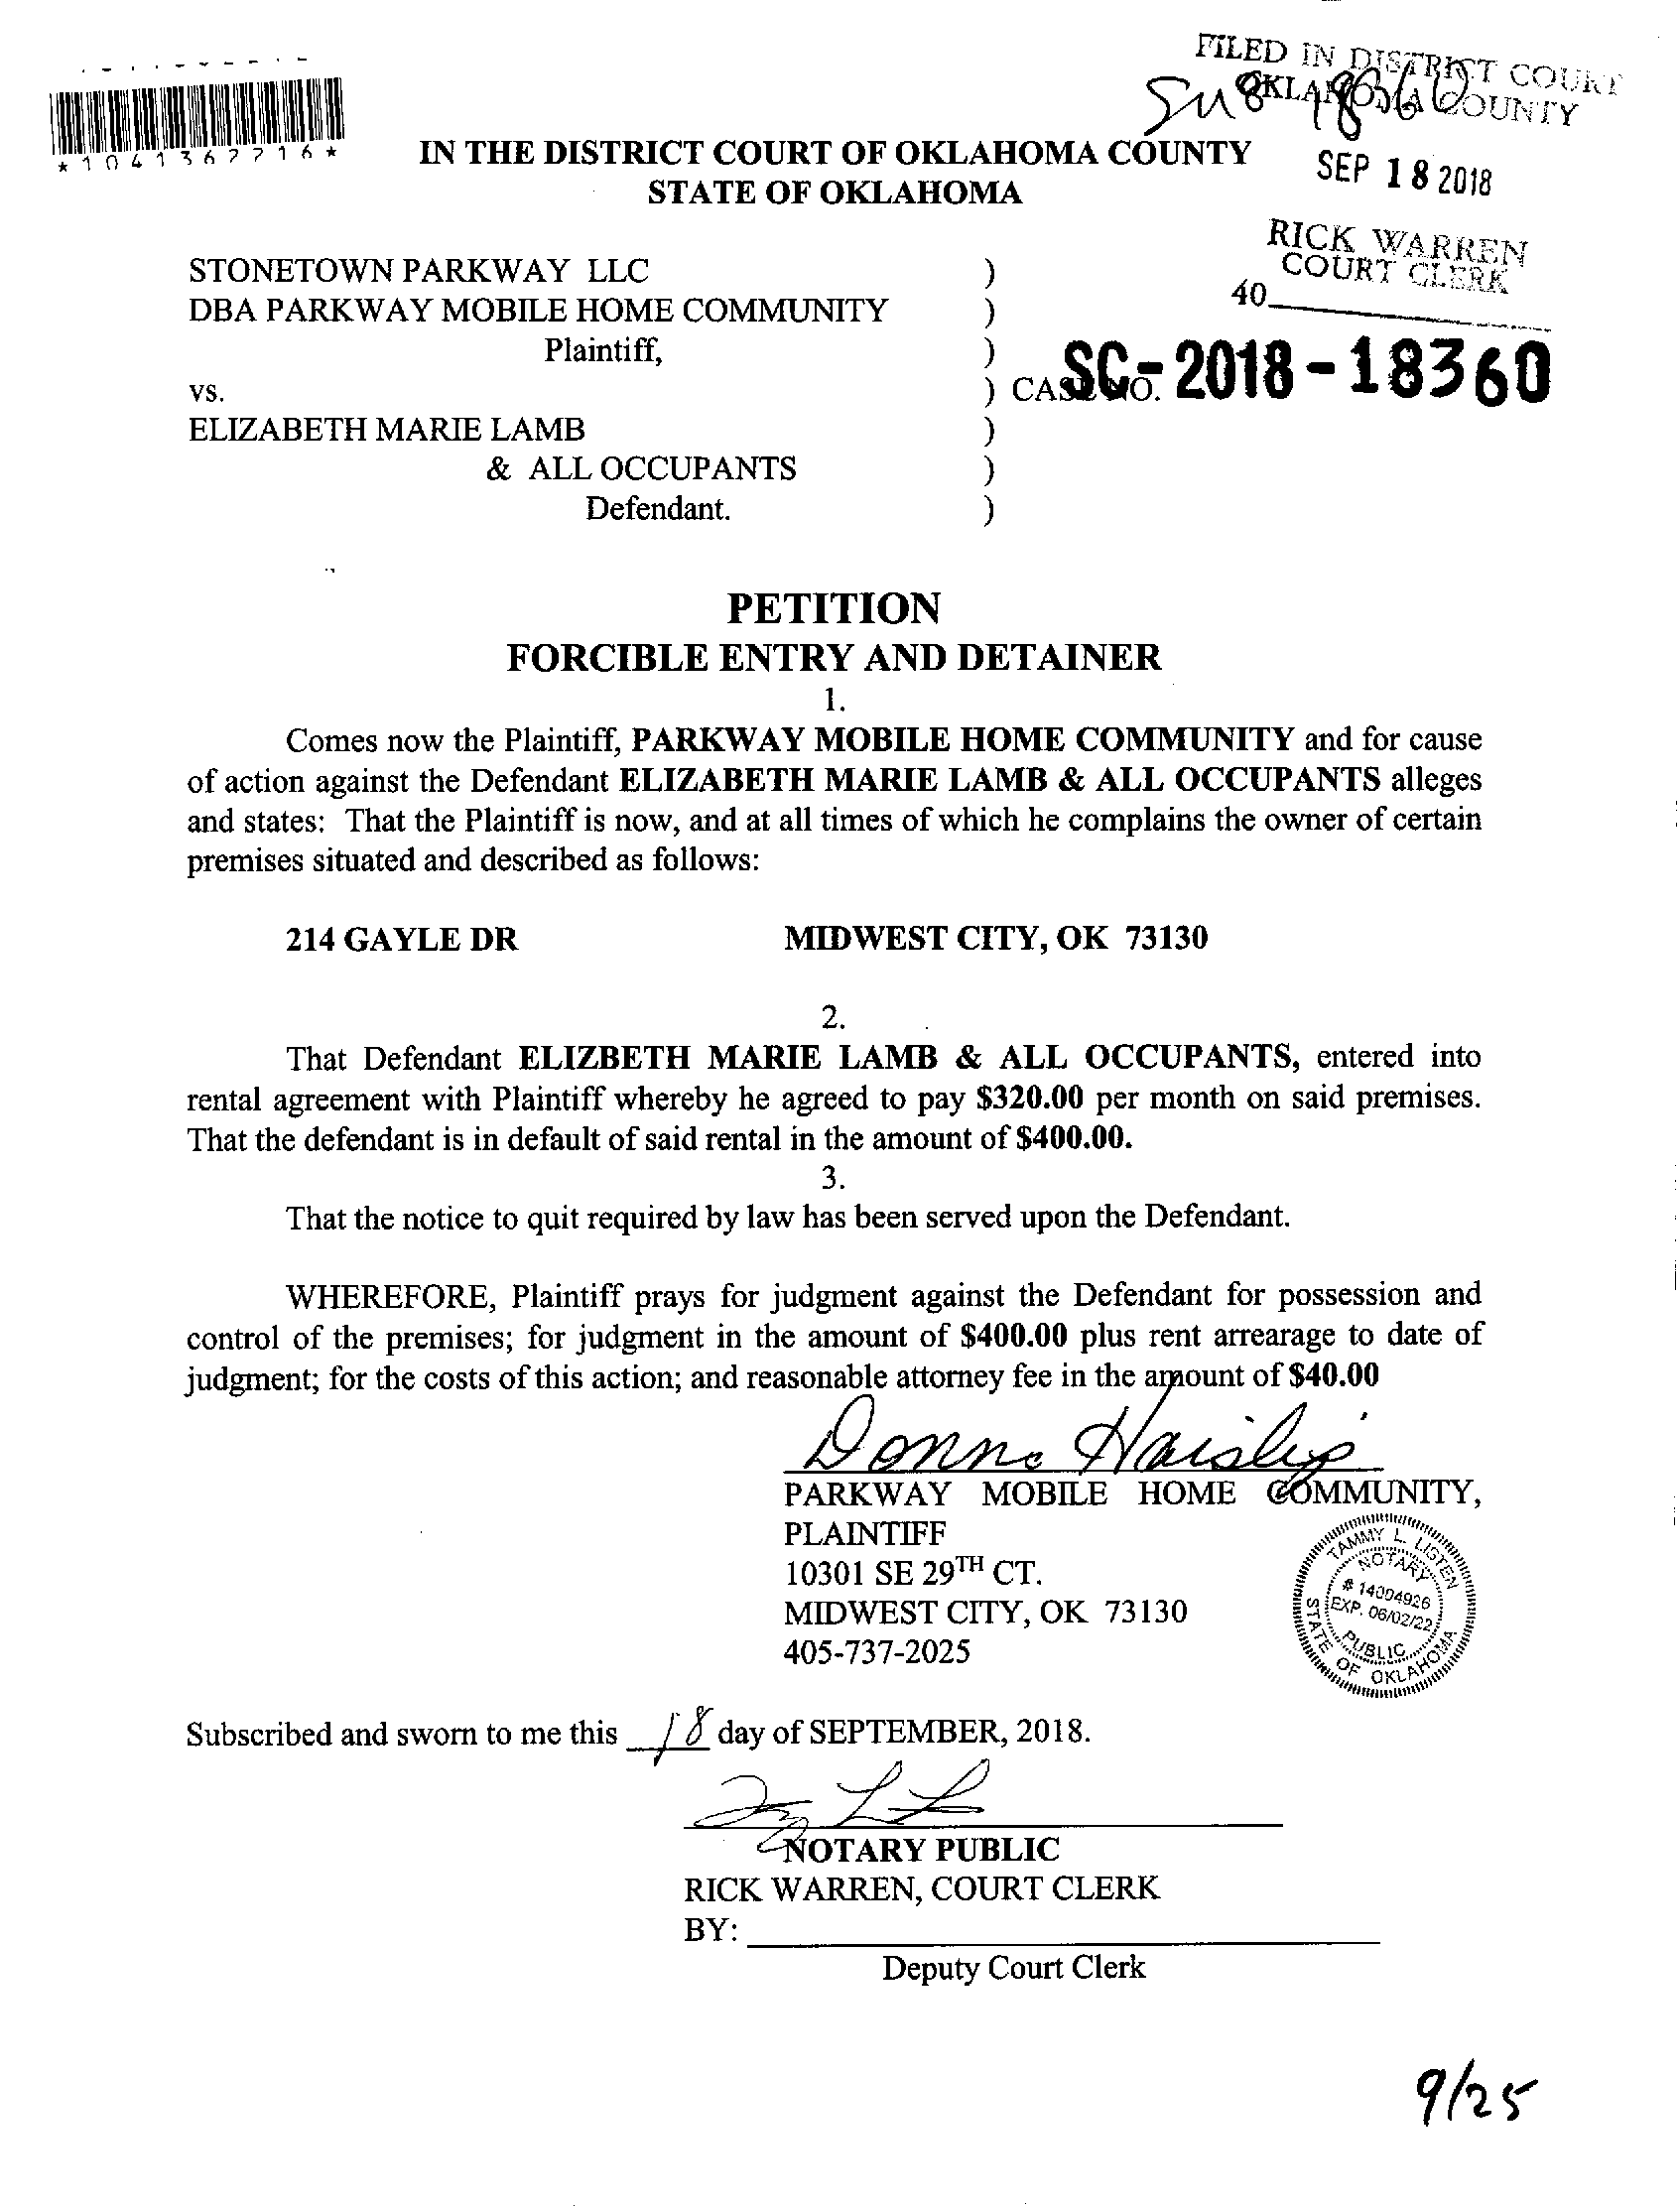 FILED IN DISTRICT COURT
OKLAHOMA COUNTY
*1041367716*
IN THE DISTRICT COURT OF OKLAHOMA COUNTY
STATE OF OKLAHOMA
SEP 18 2018
RICK WARREN
COURT CLERK
40
STONETOWN PARKWAY LLC )
DBA PARKWAY MOBILE HOME COMMUNITY )
Plaintiff, )
vs. ) CASE NO. SC-2018-18360
ELIZABETH MARIE LAMB )
& ALL OCCUPANTS )
Defendant. )
PETITION
FORCIBLE ENTRY AND DETAINER
1.
Comes now the Plaintiff, PARKWAY MOBILE HOME COMMUNITY and for cause
of action against the Defendant ELIZABETH MARIE LAMB & ALL OCCUPANTS alleges
and states: That the Plaintiff is now, and at all times of which he complains the owner of certain
premises situated and described as follows:
214 GAYLE DR MIDWEST CITY, OK 73130
2.
That Defendant ELIZBETH MARIE LAMB & ALL OCCUPANTS, entered into
rental agreement with Plaintiff whereby he agreed to pay $320.00 per month on said premises.
That the defendant is in default of said rental in the amount of $400.00.
3.
That the notice to quit required by law has been served upon the Defendant.
WHEREFORE, Plaintiff prays for judgment against the Defendant for possession and
control of the premises; for judgment in the amount of $400.00 plus rent arrearage to date of
judgment; for the costs of this action; and reasonable attorney fee in the amount of $40.00
Donna Haislip
PARKWAY MOBILE HOME COMMUNITY,
PLAINTIFF
10301 SE 29TH CT.
MIDWEST CITY, OK 73130
405-737-2025
TAMMY L. LISTEN
NOTARY
# 14004926
EXP. 06/02/22
PUBLIC
STATE OF OKLAHOMA
Subscribed and sworn to me this 18 day of SEPTEMBER, 2018.
NOTARY PUBLIC
RICK WARREN, COURT CLERK
BY:
Deputy Court Clerk
9/25